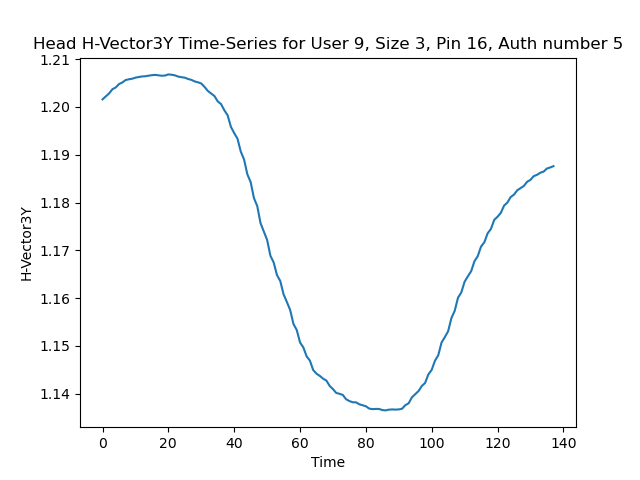 Head H-Vector3Y Time-Series for User 9, Size 3, Pin 16, Auth number 5
1.21
1.20
1.19
1.18
1.17
1.16
1.15
1.14
H-Vector3Y
0 20 40 60 80 100 120 140
Time